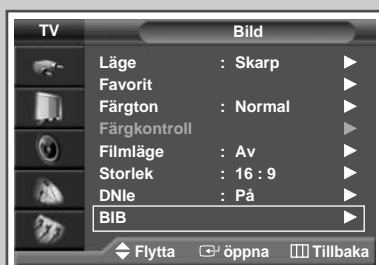 TV Bild
Läge : Skarp
Favorit
Färgton : Normal
Färgkontroll
Filmläge : Av
Storlek : 16 : 9
DNIe : På
BIB
Flytta öppna Tillbaka